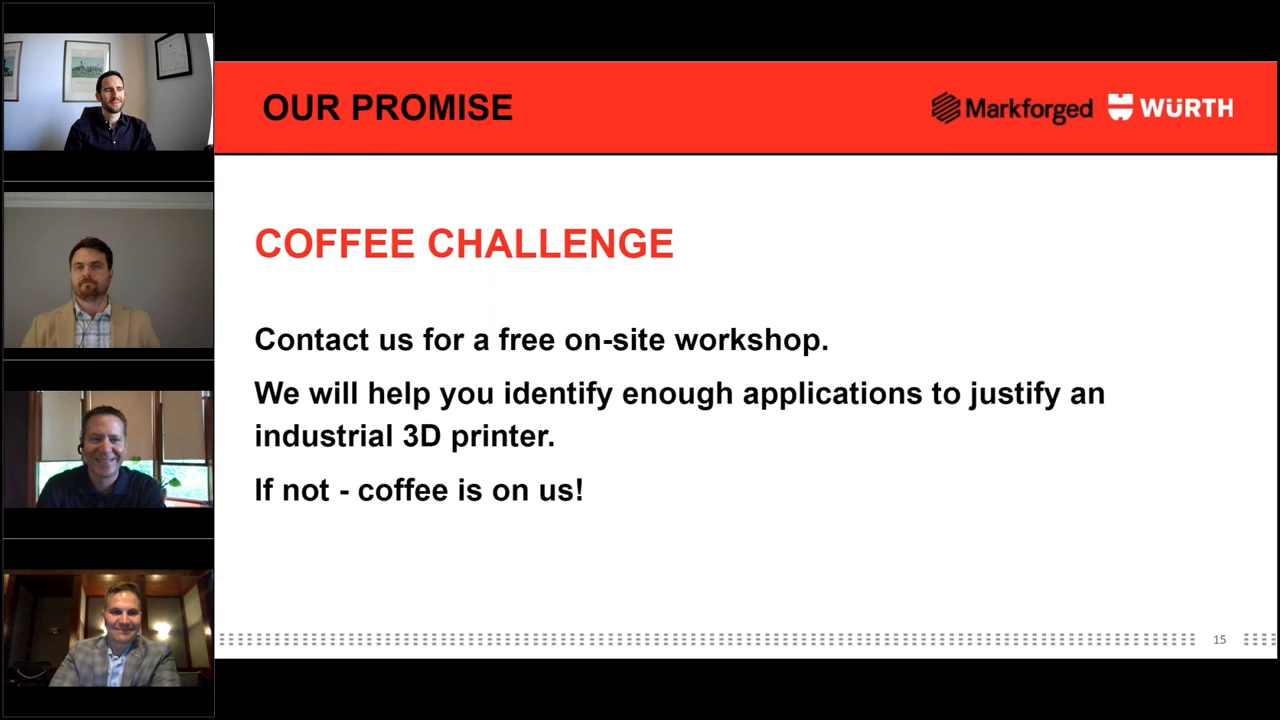 OUR PROMISE
Markforged WÜRTH
COFFEE CHALLENGE
Contact us for a free on-site workshop.
We will help you identify enough applications to justify an
industrial 3D printer.
If not - coffee is on us!
15